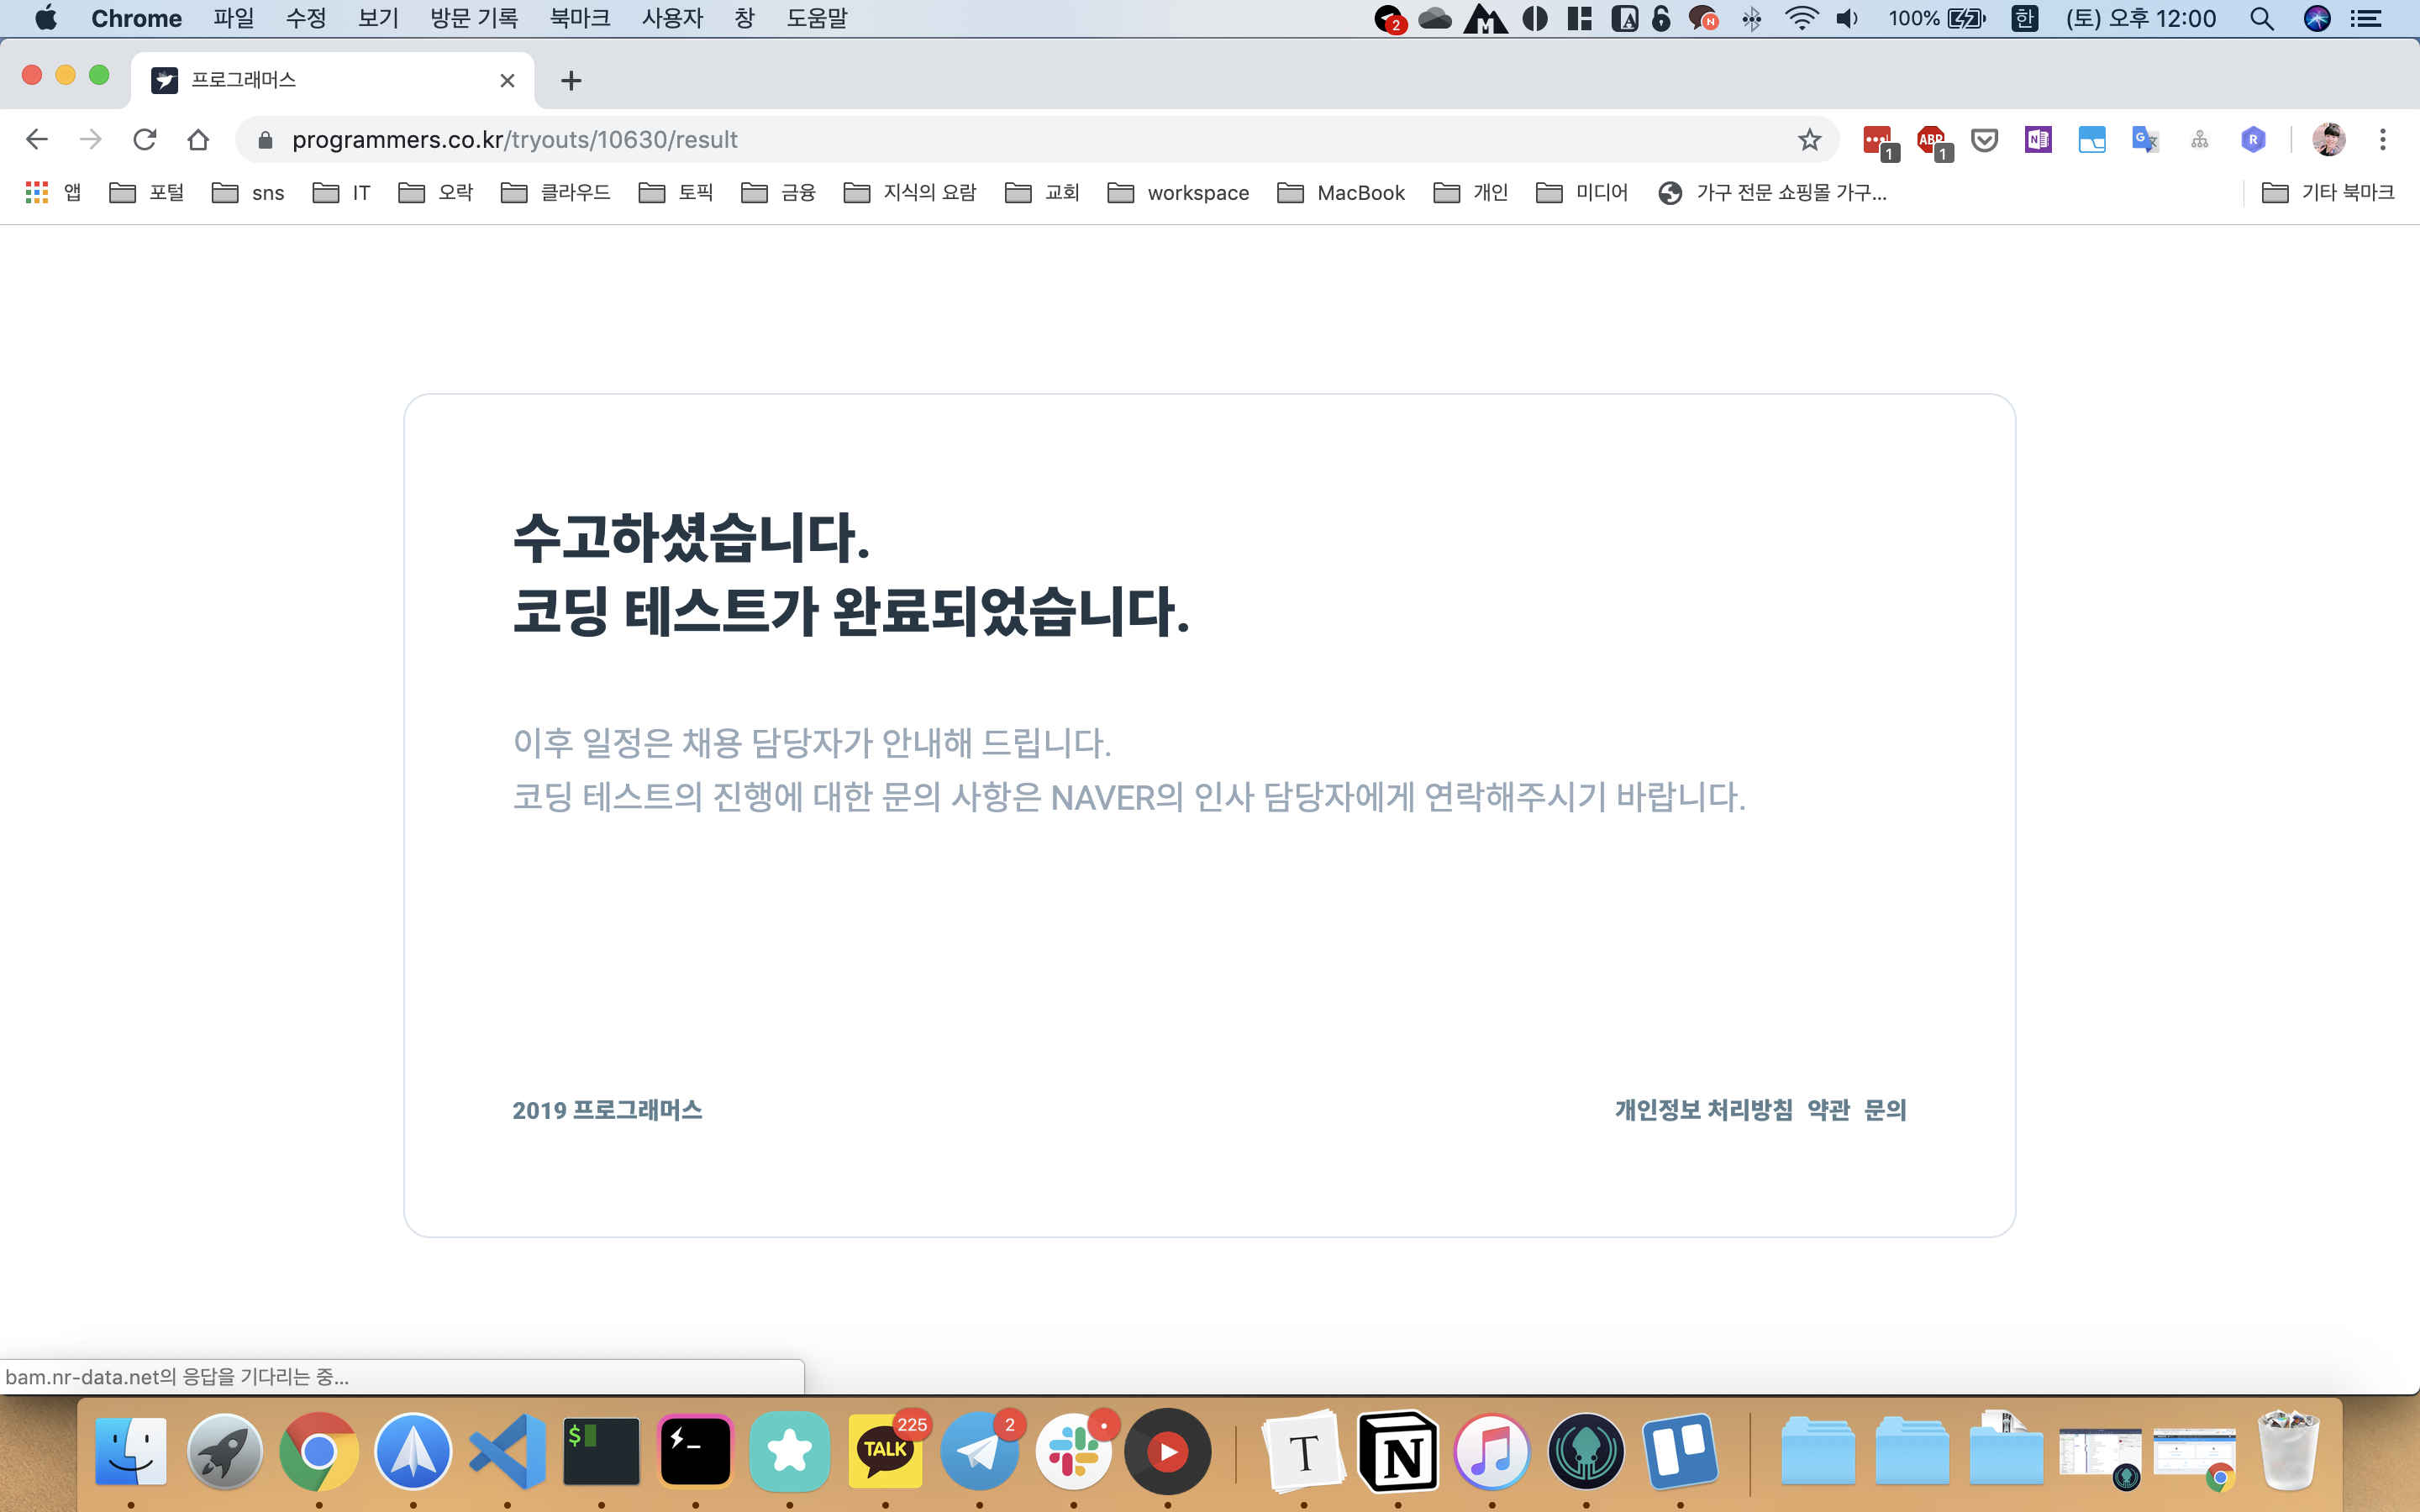 Chrome 파일 수정 보기 방문 기록 북마크 사용자 창 도움말 2 A N 100% 한 (토) 오후 12:00
프로그래머스
programmers.co.kr/tryouts/10630/result 1 ABP 1 N G R
앱 포털 sns IT 오락 클라우드 토픽 금융 지식의 요람 교회 workspace MacBook 개인 미디어 가구 전문 쇼핑몰 가구... 기타 북마크
수고하셨습니다.
코딩 테스트가 완료되었습니다.
이후 일정은 채용 담당자가 안내해 드립니다.
코딩 테스트의 진행에 대한 문의 사항은 NAVER의 인사 담당자에게 연락해주시기 바랍니다.
2019 프로그래머스 개인정보 처리방침 약관 문의
bam.nr-data.net의 응답을 기다리는 중...
$ TALK 225 2 T N